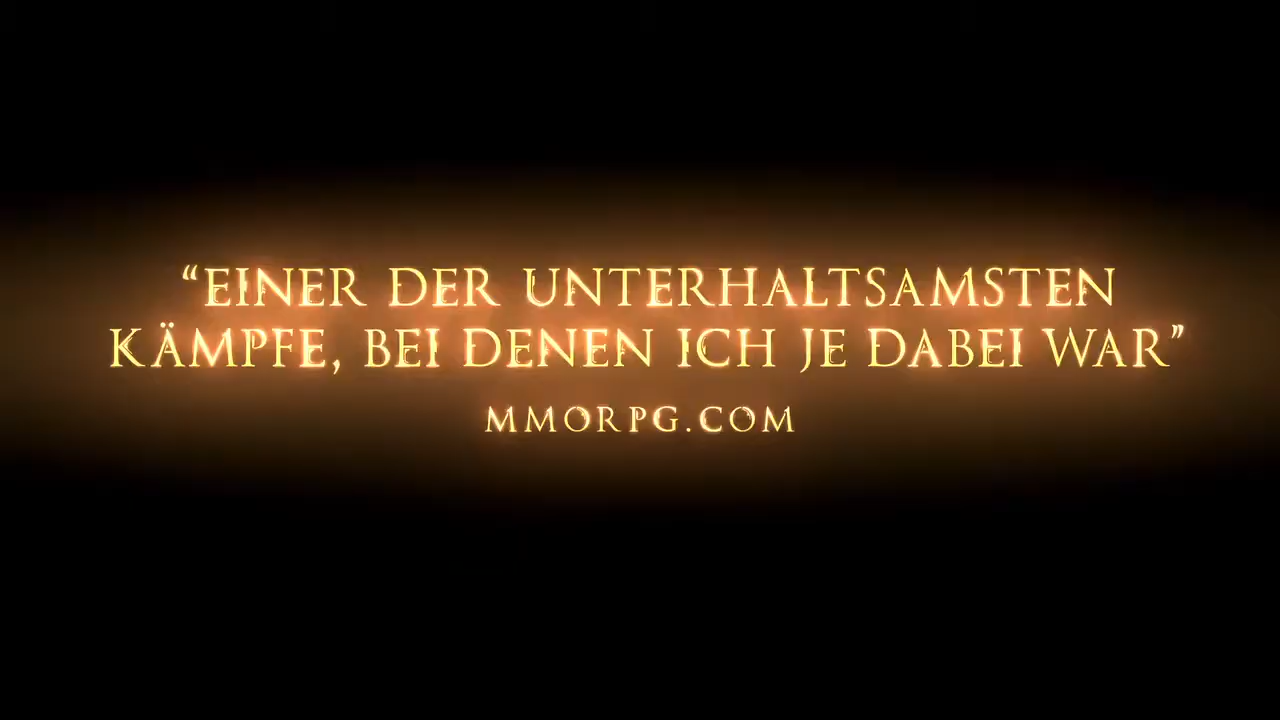 “EINER DER UNTERHALTSAMSTEN
KÄMPFE, BEI DENEN ICH JE DABEI WAR”
MMORPG.COM